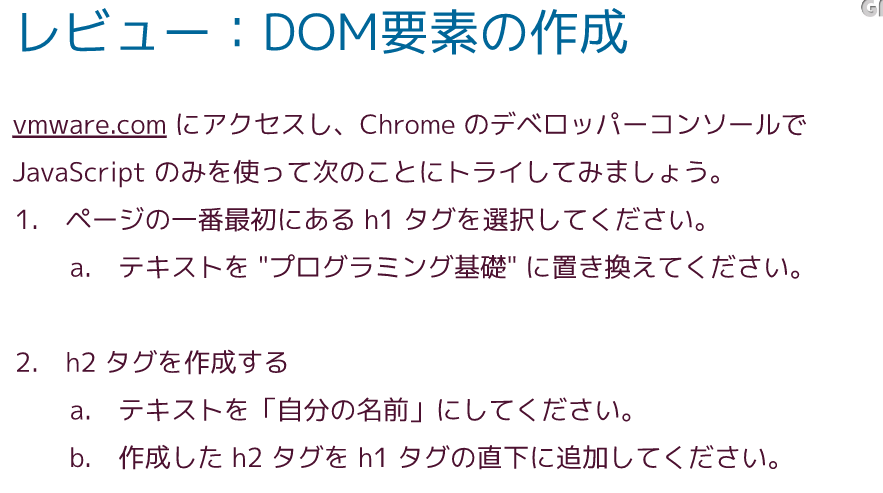 レビュー：DOM要素の作成
vmware.com にアクセスし、Chrome のデベロッパーコンソールで
JavaScript のみを使って次のことにトライしてみましょう。
1. ページの一番最初にある h1 タグを選択してください。
a. テキストを "プログラミング基礎" に置き換えてください。
2. h2 タグを作成する
a. テキストを「自分の名前」にしてください。
b. 作成した h2 タグを h1 タグの直下に追加してください。